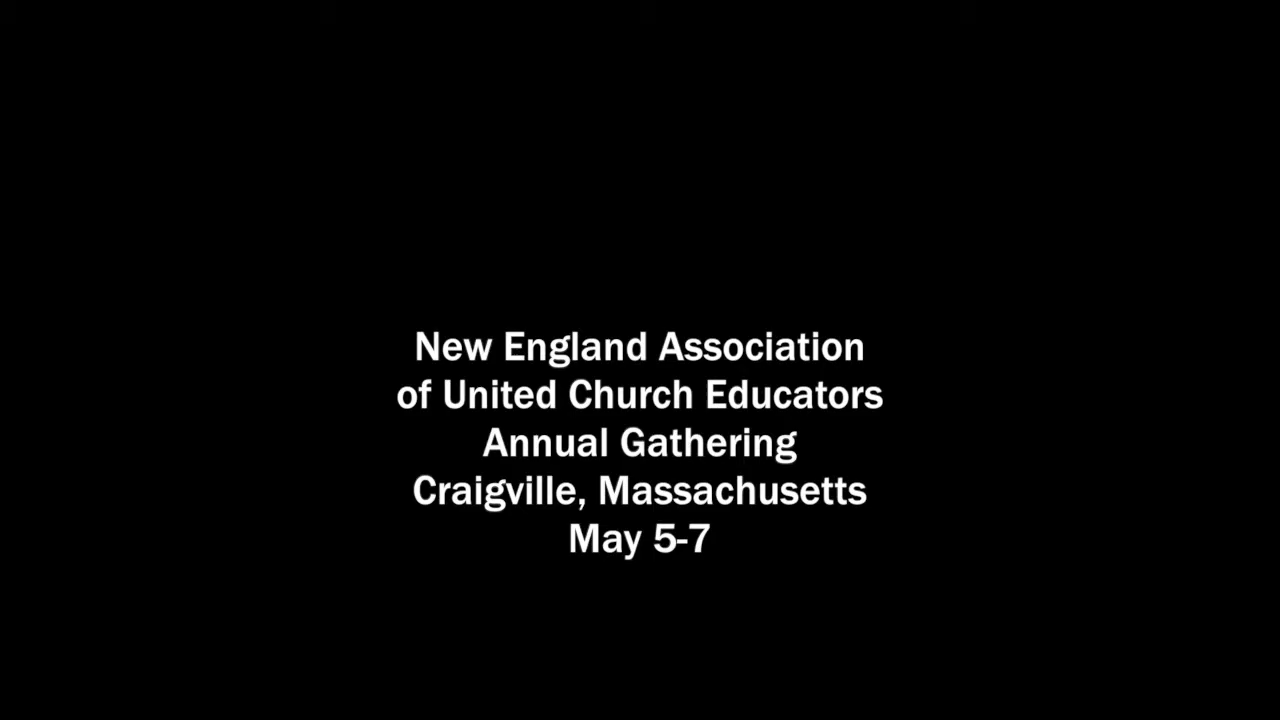 New England Association
of United Church Educators
Annual Gathering
Craigville, Massachusetts
May 5-7